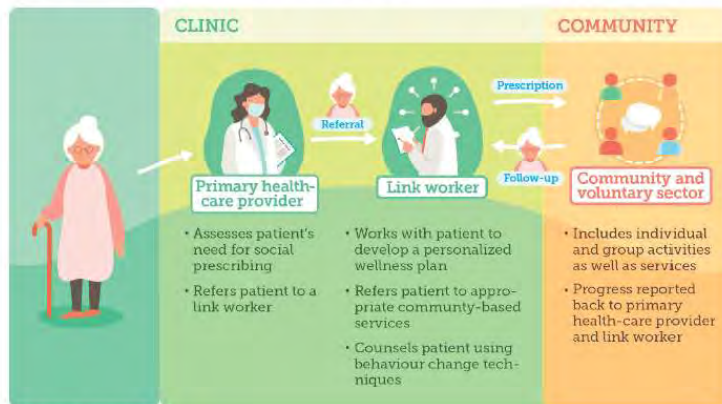 CLINIC
COMMUNITY
Referral
Prescription
Follow-up
Primary health-
care provider
Link worker
Community and
voluntary sector
• Assesses patient's
need for social
prescribing
• Refers patient to a
link worker
• Works with patient to
develop a personalized
wellness plan
• Refers patient to appro-
priate communty-based
services
• Counsels patient using
behaviour change tech-
niques
• Includes individual
and group activities
as well as services
• Progress reported
back to primary
health-care provider
and link worker